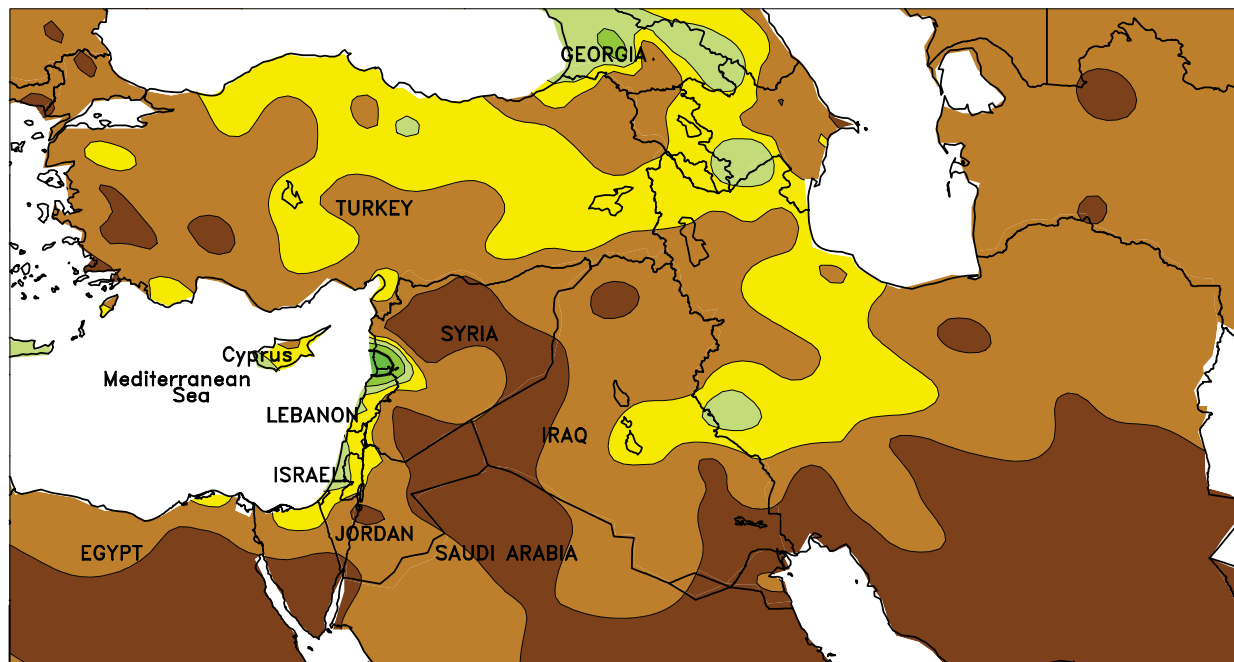 GEORGIA
TURKEY
SYRIA
Cyprus
Mediterranean
Sea
LEBANON
IRAQ
ISRAEL
JORDAN
EGYPT
SAUDI ARABIA